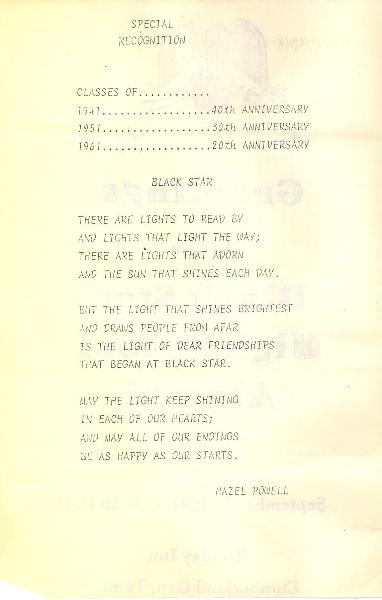 SPECIAL
RECOGNITION
CLASSES OF............
1941..................40th ANNIVERSARY
1951..................30th ANNIVERSARY
1961..................20th ANNIVERSARY
BLACK STAR
THERE ARE LIGHTS TO READ BY
AND LIGHTS THAT LIGHT THE WAY;
THERE ARE LIGHTS THAT ADORN
AND THE SUN THAT SHINES EACH DAY.
BUT THE LIGHT THAT SHINES BRIGHTEST
AND DRAWS PEOPLE FROM AFAR
IS THE LIGHT OF DEAR FRIENDSHIPS
THAT BEGAN AT BLACK STAR.
MAY THE LIGHT KEEP SHINING
IN EACH OF OUR HEARTS;
AND MAY ALL OF OUR ENDINGS
BE AS HAPPY AS OUR STARTS.
HAZEL POWELL